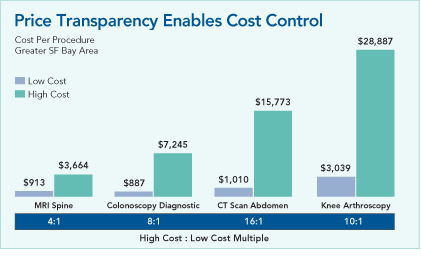 Price Transparency Enables Cost Control
Cost Per Procedure
Greater SF Bay Area
Low Cost
High Cost
$913
$3,664
$887
$7,245
$1,010
$15,773
$3,039
$28,887
MRI Spine
Colonoscopy Diagnostic
CT Scan Abdomen
Knee Arthroscopy
4:1
8:1
16:1
10:1
High Cost : Low Cost Multiple